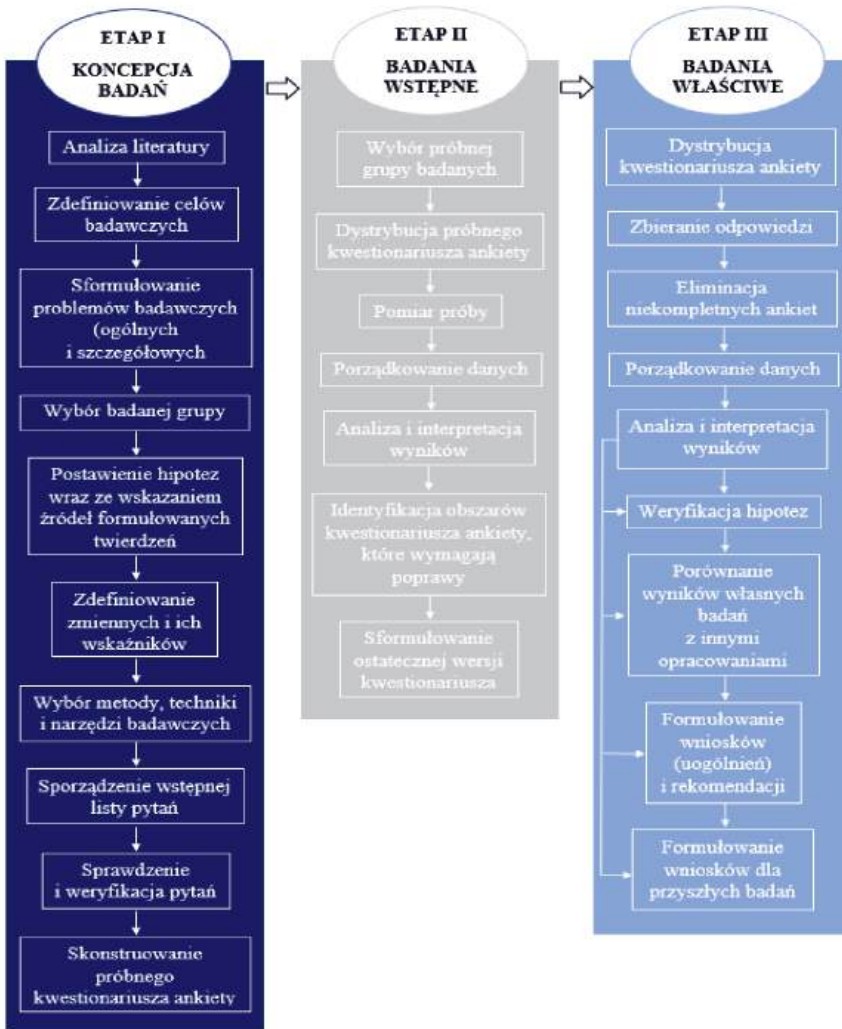 ETAP I
KONCEPCJA
BADAŃ
Analiza literatury
Zdefiniowanie celów
badawczych
Sformułowanie
problemów badawczych
(ogólnych
i szczegółowych
Wybór badanej grupy
Postawienie hipotez
wraz ze wskazaniem
źródeł formułowanych
twierdzeń
Zdefiniowanie
zmiennych i ich
wskaźników
Wybór metody, techniki
i narzędzi badawczych
Sporządzenie wstępnej
listy pytań
Sprawdzenie
i weryfikacja pytań
Skonstruowanie
próbnego
kwestionariusza ankiety
ETAP II
BADANIA
WSTĘPNE
Wybór próbnej
grupy badanych
Dystrybucja próbnego
kwestionariusza ankiety
Pomiar próby
Porządkowanie danych
Analiza i interpretacja
wyników
Identyfikacja obszarów
kwestionariusza ankiety,
które wymagają
poprawy
Sformułowanie
ostatecznej wersji
kwestionariusza
ETAP III
BADANIA
WŁAŚCIWE
Dystrybucja
kwestionariusza ankiety
Zbieranie odpowiedzi
Eliminacja
niekompletnych ankiet
Porządkowanie danych
Analiza i interpretacja
wyników
Weryfikacja hipotez
Porównanie
wyników własnych
badań
z innymi
opracowaniami
Formułowanie
wniosków
(uogólnień)
i rekomendacji
Formułowanie
wniosków dla
przyszłych badań